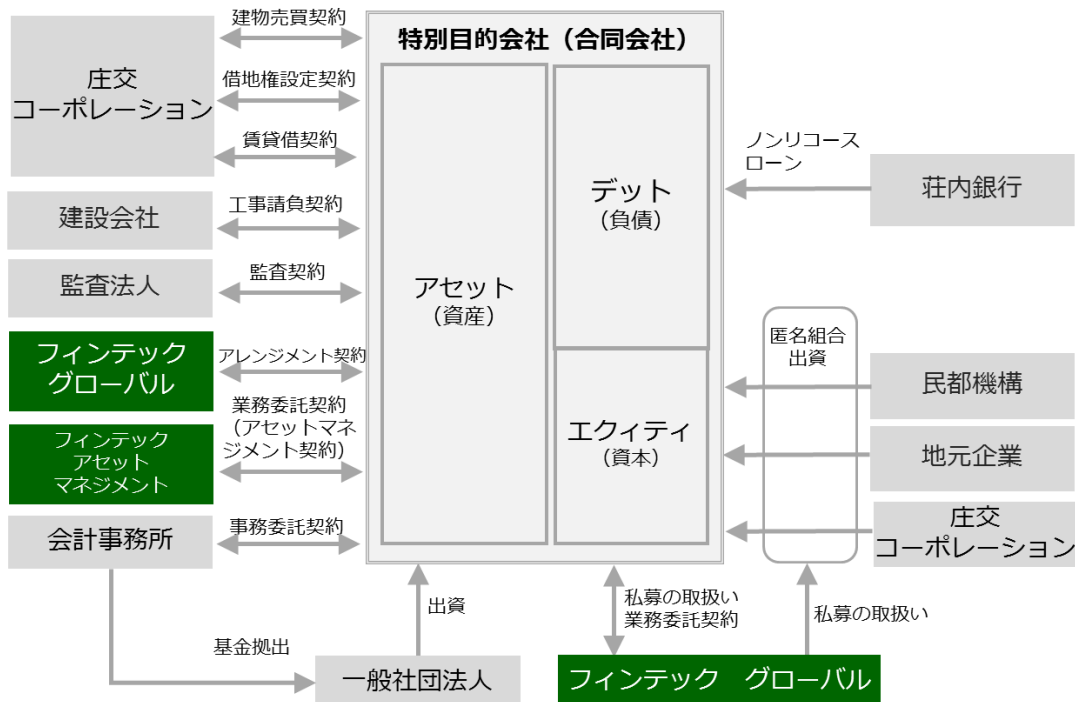 特別目的会社（合同会社）
庄交
コーポレーション
建物売買契約
借地権設定契約
賃貸借契約
建設会社
工事請負契約
監査法人
監査契約
フィンテック
グローバル
アレンジメント契約
フィンテック
アセット
マネジメント
業務委託契約
（アセットマネ
ジメント契約）
会計事務所
事務委託契約
アセット
（資産）
デット
（負債）
エクィティ
（資本）
ノンリコース
ローン
荘内銀行
匿名組合
出資
民都機構
地元企業
庄交
コーポレーション
基金拠出
出資
一般社団法人
私募の取扱い
業務委託契約
私募の取扱い
フィンテック　グローバル